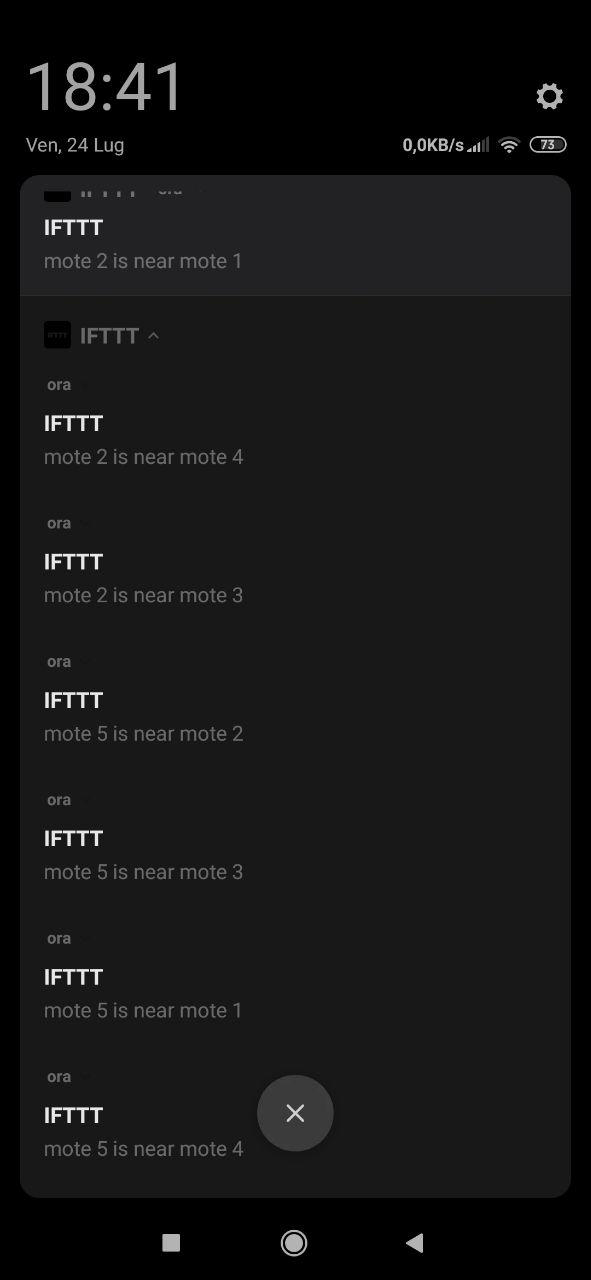 18:41
Ven, 24 Lug
0,0KB/s 73
IFTTT ora
IFTTT
mote 2 is near mote 1
IFTTT
ora
IFTTT
mote 2 is near mote 4
ora
IFTTT
mote 2 is near mote 3
ora
IFTTT
mote 5 is near mote 2
ora
IFTTT
mote 5 is near mote 3
ora
IFTTT
mote 5 is near mote 1
ora
IFTTT
mote 5 is near mote 4